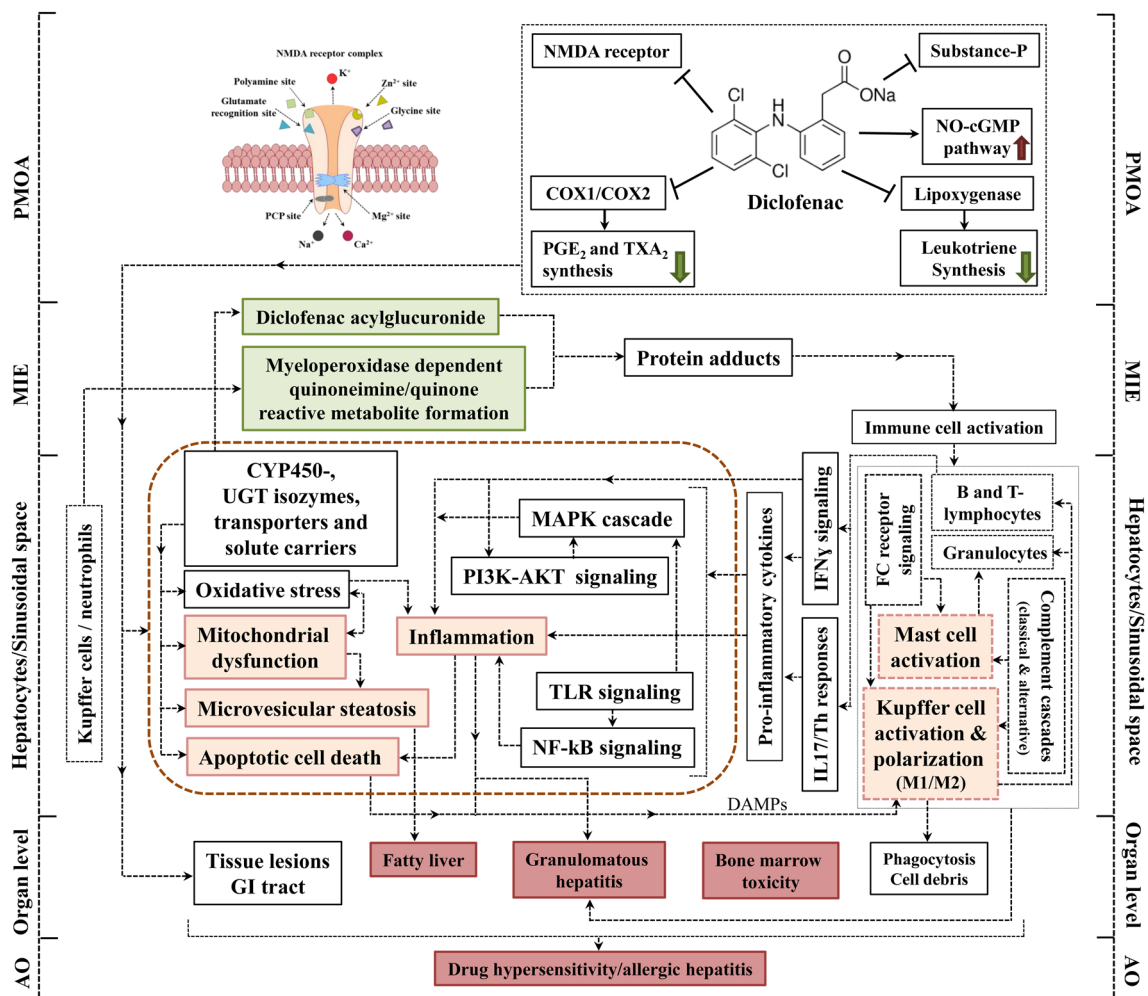 PMOA
MIE
Hepatocytes/Sinusoidal space
Organ level
AO
NMDA receptor complex
K⁺
Polyamine site
Zn²⁺ site
Glutamate
recognition site
Glycine site
PCP site
Mg²⁺ site
Na⁺
Ca²⁺
NMDA receptor
Substance-P
O
ONa
Cl
H
N
Cl
NO-cGMP
pathway
COX1/COX2
Diclofenac
Lipoxygenase
PGE₂ and TXA₂
synthesis
Leukotriene
Synthesis
Diclofenac acylglucuronide
Myeloperoxidase dependent
quinoneimine/quinone
reactive metabolite formation
Protein adducts
Immune cell activation
Kupffer cells / neutrophils
CYP450-,
UGT isozymes,
transporters and
solute carriers
Oxidative stress
Mitochondrial
dysfunction
Microvesicular steatosis
Apoptotic cell death
MAPK cascade
PI3K-AKT signaling
Inflammation
TLR signaling
NF-kB signaling
Pro-inflammatory cytokines
IFNγ signaling
IL17/Th responses
FC receptor
signaling
B and T-
lymphocytes
Granulocytes
Mast cell
activation
Complement cascades
(classical & alternative)
Kupffer cell
activation &
polarization
(M1/M2)
DAMPs
Tissue lesions
GI tract
Fatty liver
Granulomatous
hepatitis
Bone marrow
toxicity
Phagocytosis
Cell debris
Drug hypersensitivity/allergic hepatitis
PMOA
MIE
Hepatocytes/Sinusoidal space
Organ level
AO